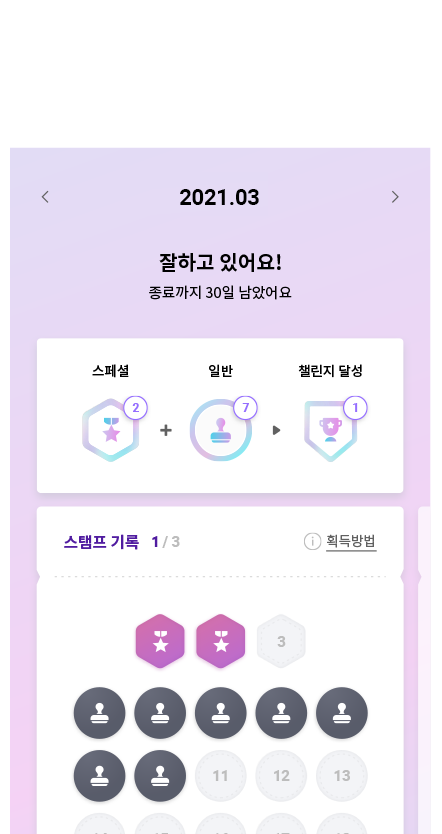 2021.03
잘하고 있어요!
종료까지 30일 남았어요
스페셜 일반 챌린지 달성
2 7 1
스탬프 기록 1 / 3 획득방법
3
11 12 13